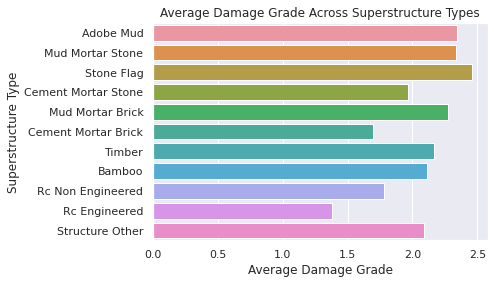 Average Damage Grade Across Superstructure Types
Superstructure Type
Adobe Mud
Mud Mortar Stone
Stone Flag
Cement Mortar Stone
Mud Mortar Brick
Cement Mortar Brick
Timber
Bamboo
Rc Non Engineered
Rc Engineered
Structure Other
0.0 0.5 1.0 1.5 2.0 2.5
Average Damage Grade